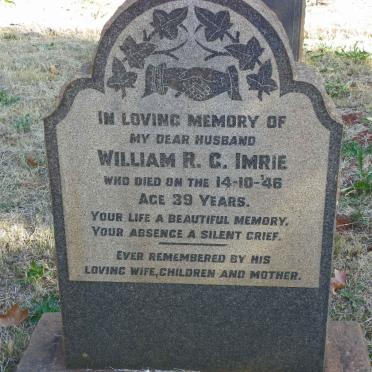 IN LOVING MEMORY OF
MY DEAR HUSBAND
WILLIAM R. C. IMRIE
WHO DIED ON THE 14-10-'46
AGE 39 YEARS.
YOUR LIFE A BEAUTIFUL MEMORY,
YOUR ABSENCE A SILENT GRIEF.
EVER REMEMBERED BY HIS
LOVING WIFE, CHILDREN AND MOTHER.